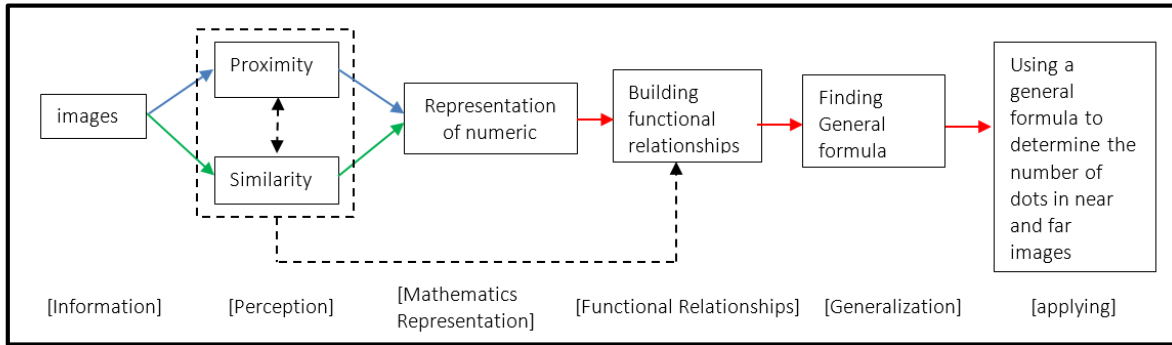 images
Proximity
Similarity
Representation
of numeric
Building
functional
relationships
Finding
General
formula
Using a
general
formula to
determine the
number of
dots in near
and far
images
[Information]
[Perception]
[Mathematics
Representation]
[Functional Relationships]
[Generalization]
[applying]